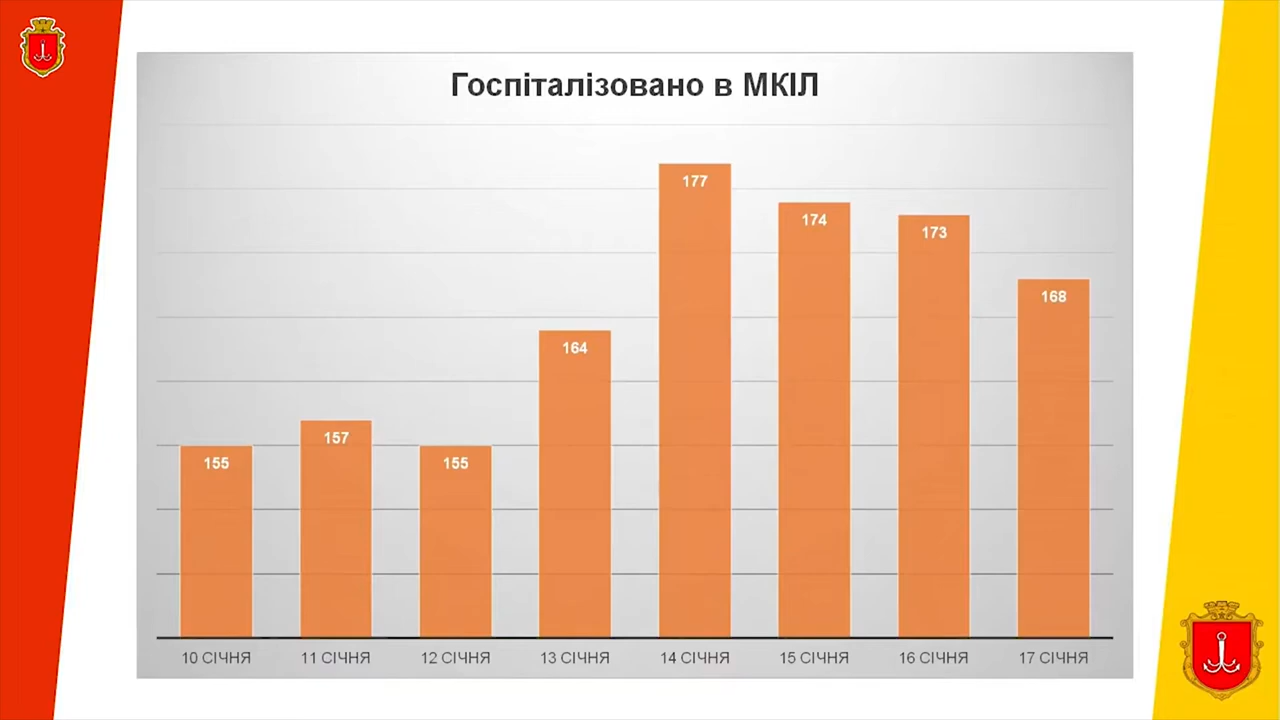 Госпіталізовано в МКІЛ
177
174
173
168
164
157
155
155
10 СІЧНЯ
11 СІЧНЯ
12 СІЧНЯ
13 СІЧНЯ
14 СІЧНЯ
15 СІЧНЯ
16 СІЧНЯ
17 СІЧНЯ